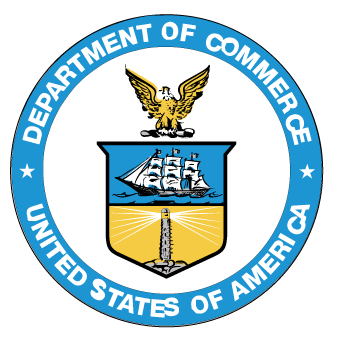 DEPARTMENT OF COMMERCE
UNITED STATES OF AMERICA